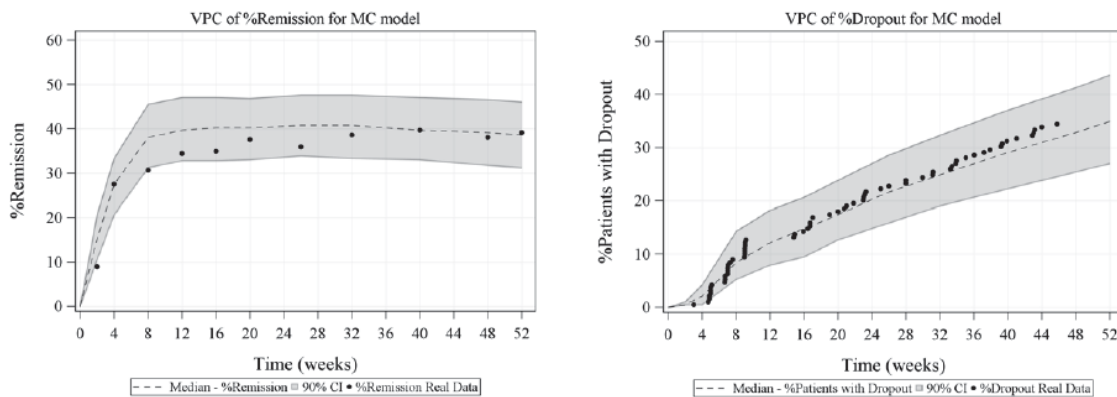 VPC of %Remission for MC model
60
50
40
30
20
10
0
%Remission
0 4 8 12 16 20 24 28 32 36 40 44 48 52
Time (weeks)
Median - %Remission 90% CI %Remission Real Data
VPC of %Dropout for MC model
50
40
30
20
10
0
%Patients with Dropout
0 4 8 12 16 20 24 28 32 36 40 44 48 52
Time (weeks)
Median - %Patients with Dropout 90% CI %Dropout Real Data